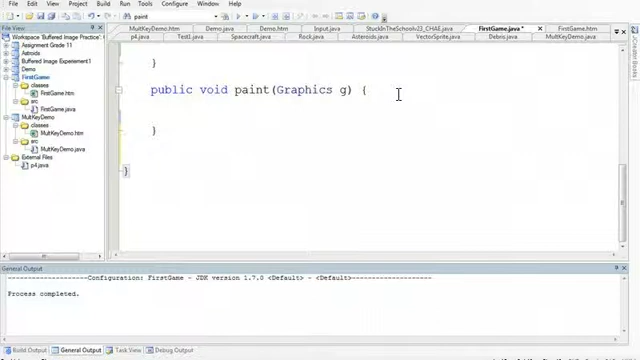 File Edit View Project Build Run Tools Configure Window Help
paint
File View
MultKeyDemo.htm Demo.htm Demo.java Input.java StuckInTheSchoolv23_CHAE.java FirstGame.java * FirstGame.htm
p4.java Test1.java Spacecraft.java Rock.java Asteroids.java VectorSprite.java Debris.java MultKeyDemo.java
Workspace 'Buffered Image Practice'
Assignment Grade 11
Astroids
Buffered Image Experiement1
Demo
FirstGame
classes
FirstGame.htm
src
FirstGame.java
MultKeyDemo
classes
MultKeyDemo.htm
src
MultKeyDemo.java
External Files
p4.java
}
public void paint(Graphics g) {
}
}
Coder Books
General Output
--------------------Configuration: FirstGame - JDK version 1.7.0 <Default> - <Default>--------------------
Process completed.
Build Output General Output Task View Debug Output